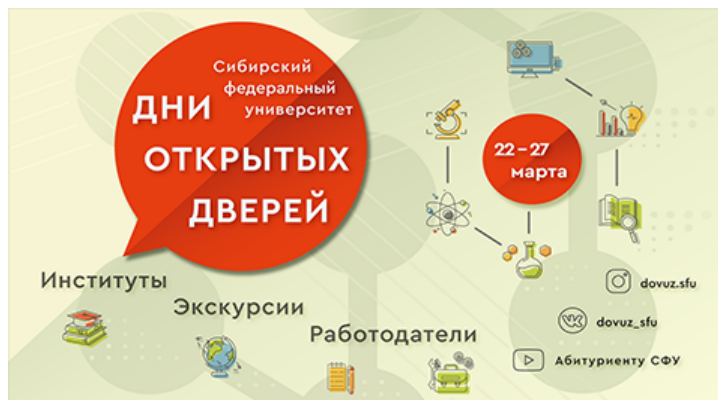 Сибирский
федеральный
университет
ДНИ
ОТКРЫТЫХ
ДВЕРЕЙ
22–27
марта
Институты
Экскурсии
Работодатели
dovuz.sfu
dovuz_sfu
Абитуриенту СФУ